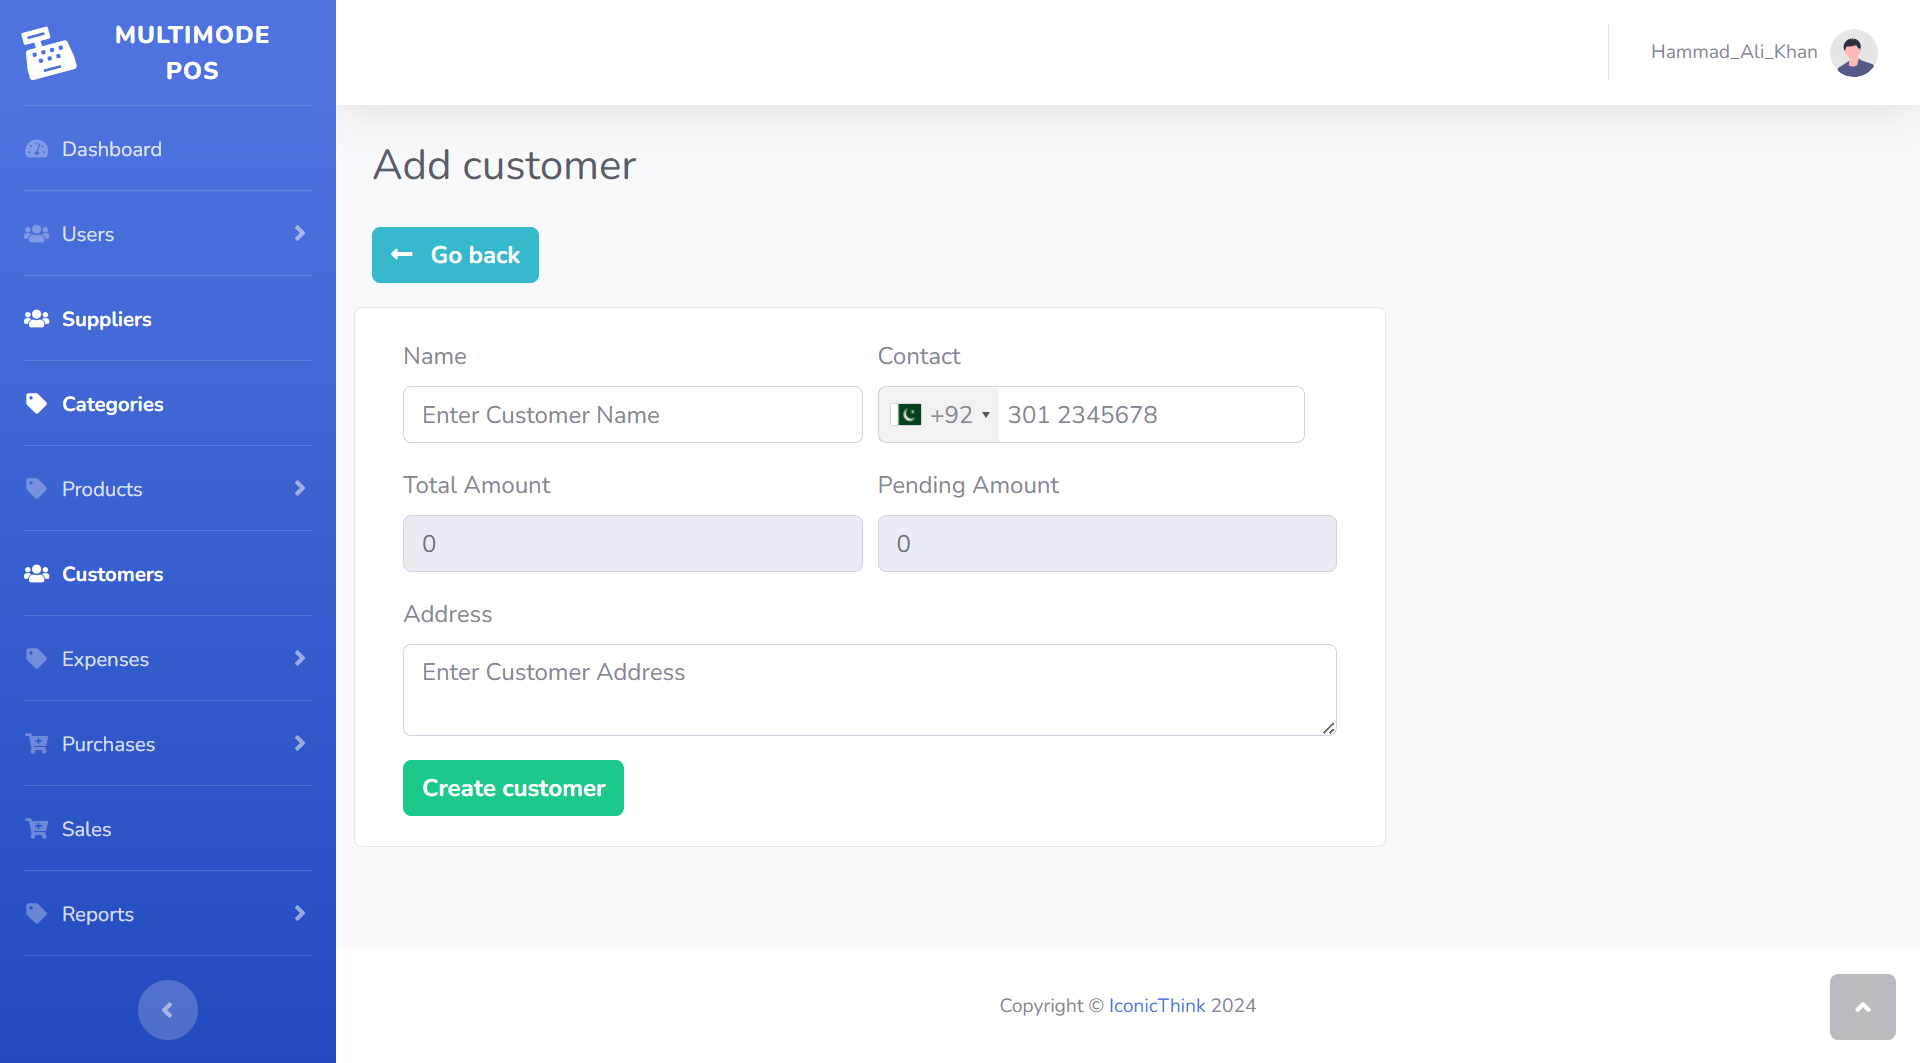 MULTIMODE
POS
Hammad_Ali_Khan
Dashboard
Users
Suppliers
Categories
Products
Customers
Expenses
Purchases
Sales
Reports
Add customer
Go back
Name
Contact
Enter Customer Name
+92
301 2345678
Total Amount
Pending Amount
0
0
Address
Enter Customer Address
Create customer
Copyright © IconicThink 2024